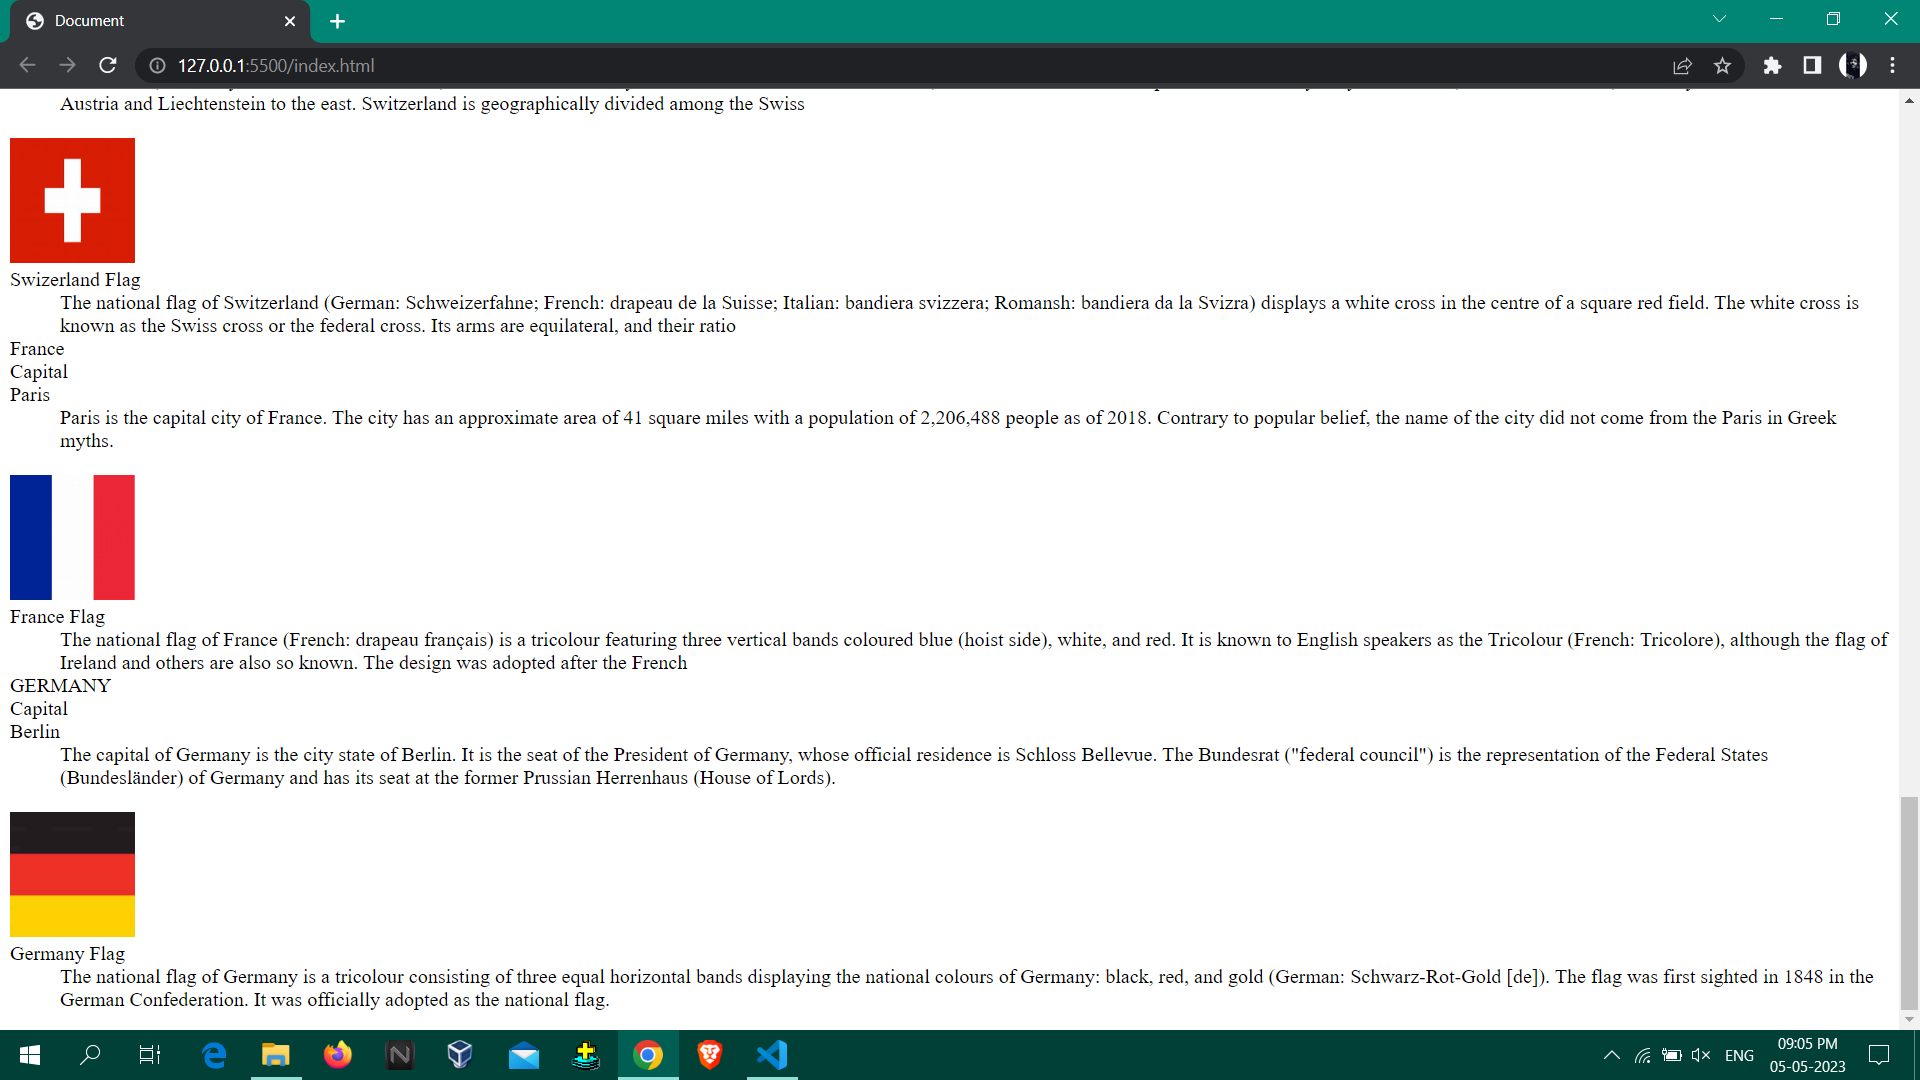 Document
127.0.0.1:5500/index.html
Austria and Liechtenstein to the east. Switzerland is geographically divided among the Swiss
Swizerland Flag
The national flag of Switzerland (German: Schweizerfahne; French: drapeau de la Suisse; Italian: bandiera svizzera; Romansh: bandiera da la Svizra) displays a white cross in the centre of a square red field. The white cross is
known as the Swiss cross or the federal cross. Its arms are equilateral, and their ratio
France
Capital
Paris
Paris is the capital city of France. The city has an approximate area of 41 square miles with a population of 2,206,488 people as of 2018. Contrary to popular belief, the name of the city did not come from the Paris in Greek
myths.
France Flag
The national flag of France (French: drapeau français) is a tricolour featuring three vertical bands coloured blue (hoist side), white, and red. It is known to English speakers as the Tricolour (French: Tricolore), although the flag of
Ireland and others are also so known. The design was adopted after the French
GERMANY
Capital
Berlin
The capital of Germany is the city state of Berlin. It is the seat of the President of Germany, whose official residence is Schloss Bellevue. The Bundesrat ("federal council") is the representation of the Federal States
(Bundesländer) of Germany and has its seat at the former Prussian Herrenhaus (House of Lords).
Germany Flag
The national flag of Germany is a tricolour consisting of three equal horizontal bands displaying the national colours of Germany: black, red, and gold (German: Schwarz-Rot-Gold [de]). The flag was first sighted in 1848 in the
German Confederation. It was officially adopted as the national flag.
N
ENG
09:05 PM
05-05-2023